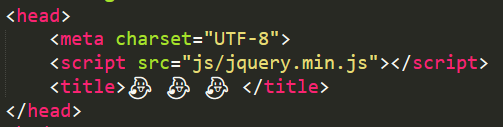 <head>
    <meta charset="UTF-8">
    <script src="js/jquery.min.js"></script>
    <title> </title>
</head>